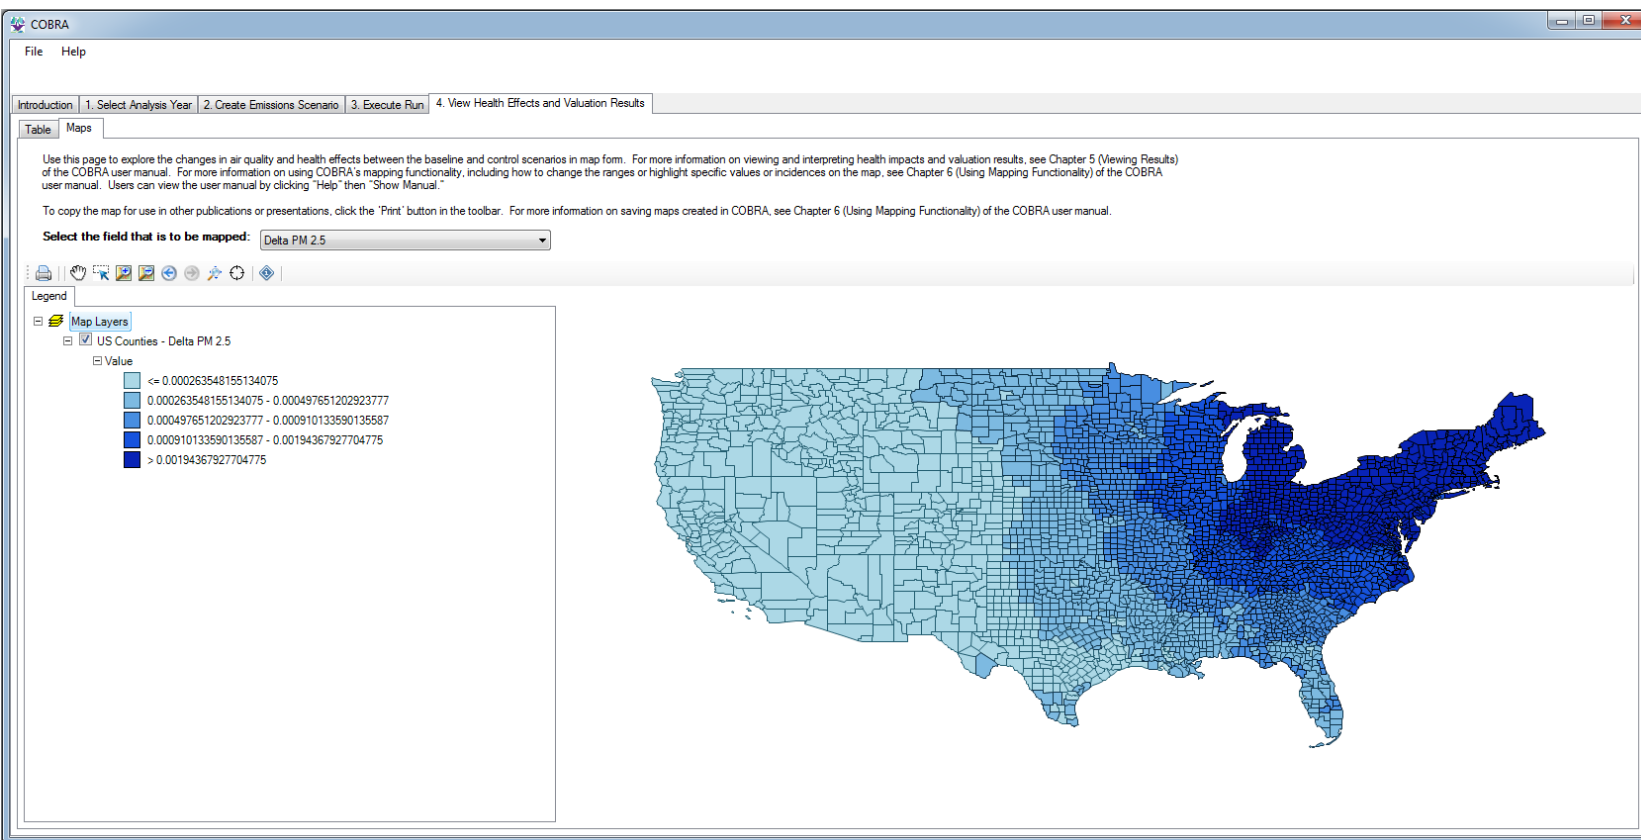 COBRA
File Help
Introduction 1. Select Analysis Year 2. Create Emissions Scenario 3. Execute Run 4. View Health Effects and Valuation Results
Table Maps
Use this page to explore the changes in air quality and health effects between the baseline and control scenarios in map form. For more information on viewing and interpreting health impacts and valuation results, see Chapter 5 (Viewing Results)
of the COBRA user manual. For more information on using COBRA's mapping functionality, including how to change the ranges or highlight specific values or incidences on the map, see Chapter 6 (Using Mapping Functionality) of the COBRA
user manual. Users can view the user manual by clicking "Help" then "Show Manual."
To copy the map for use in other publications or presentations, click the 'Print' button in the toolbar. For more information on saving maps created in COBRA, see Chapter 6 (Using Mapping Functionality) of the COBRA user manual.
Select the field that is to be mapped: Delta PM 2.5
Legend
Map Layers
US Counties - Delta PM 2.5
Value
<= 0.000263548155134075
0.000263548155134075 - 0.000497651202923777
0.000497651202923777 - 0.000910133590135587
0.000910133590135587 - 0.00194367927704775
> 0.00194367927704775